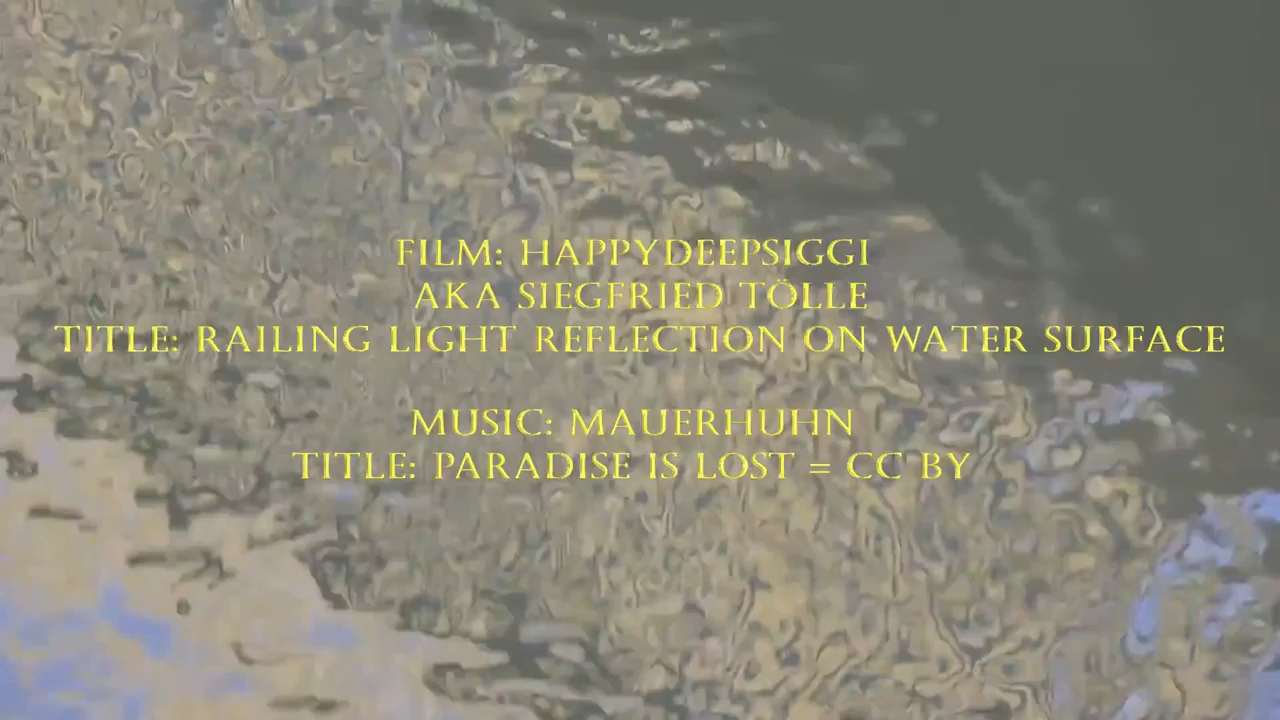 FILM: HAPPYDEEPSIGGI
AKA SIEGFRIED TÖLLE
TITLE: RAILING LIGHT REFLECTION ON WATER SURFACE
MUSIC: MAUERHUHN
TITLE: PARADISE IS LOST = CC BY